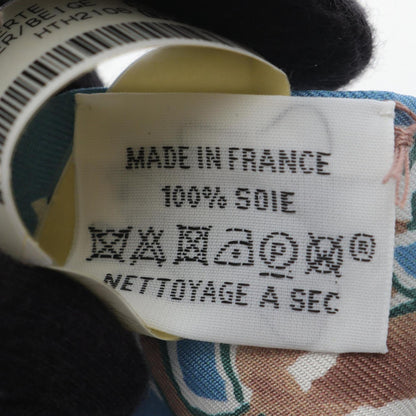 MADE IN FRANCE
100% SOIE
P ®
NETTOYAGE A SEC